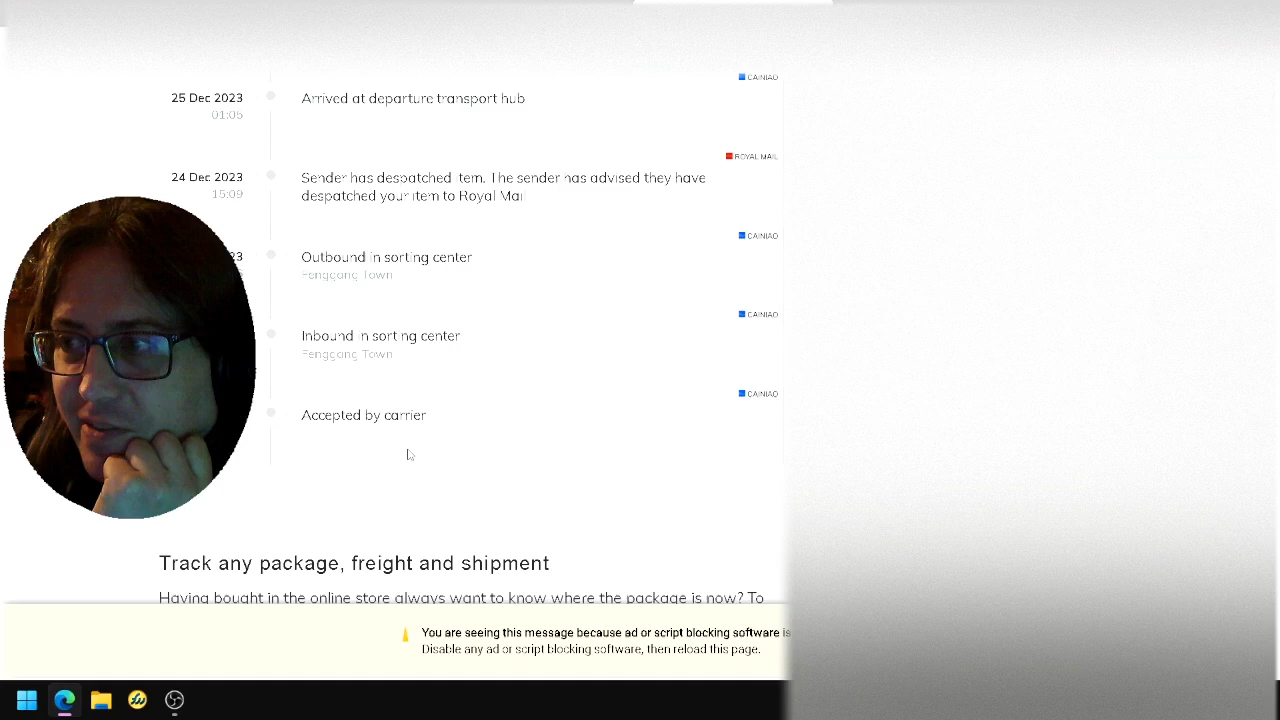 CAINIAO
25 Dec 2023
Arrived at departure transport hub
01:05
ROYAL MAIL
24 Dec 2023
Sender has despatched item. The sender has advised they have
15:09
despatched your item to Royal Mail
CAINIAO
23
Outbound in sorting center
Fenggang Town
CAINIAO
Inbound in sorting center
Fenggang Town
CAINIAO
Accepted by carrier
Track any package, freight and shipment
Having bought in the online store always want to know where the package is now? To
You are seeing this message because ad or script blocking software is
Disable any ad or script blocking software, then reload this page.